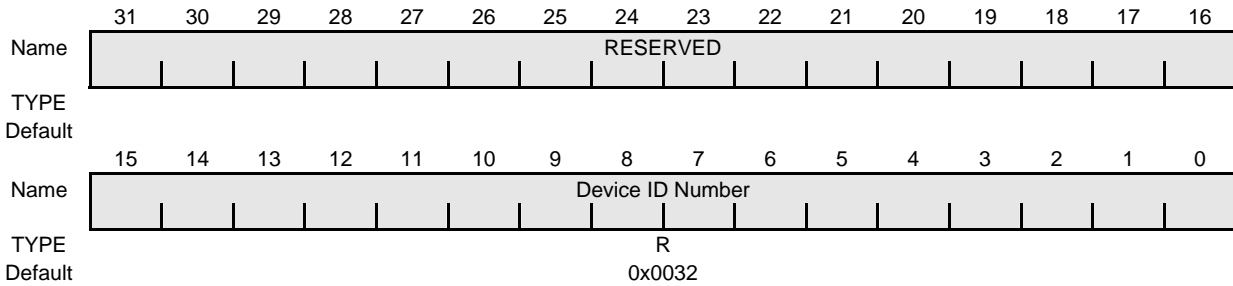 31 30 29 28 27 26 25 24 23 22 21 20 19 18 17 16
Name RESERVED
TYPE
Default
15 14 13 12 11 10 9 8 7 6 5 4 3 2 1 0
Name Device ID Number
TYPE R
Default 0x0032